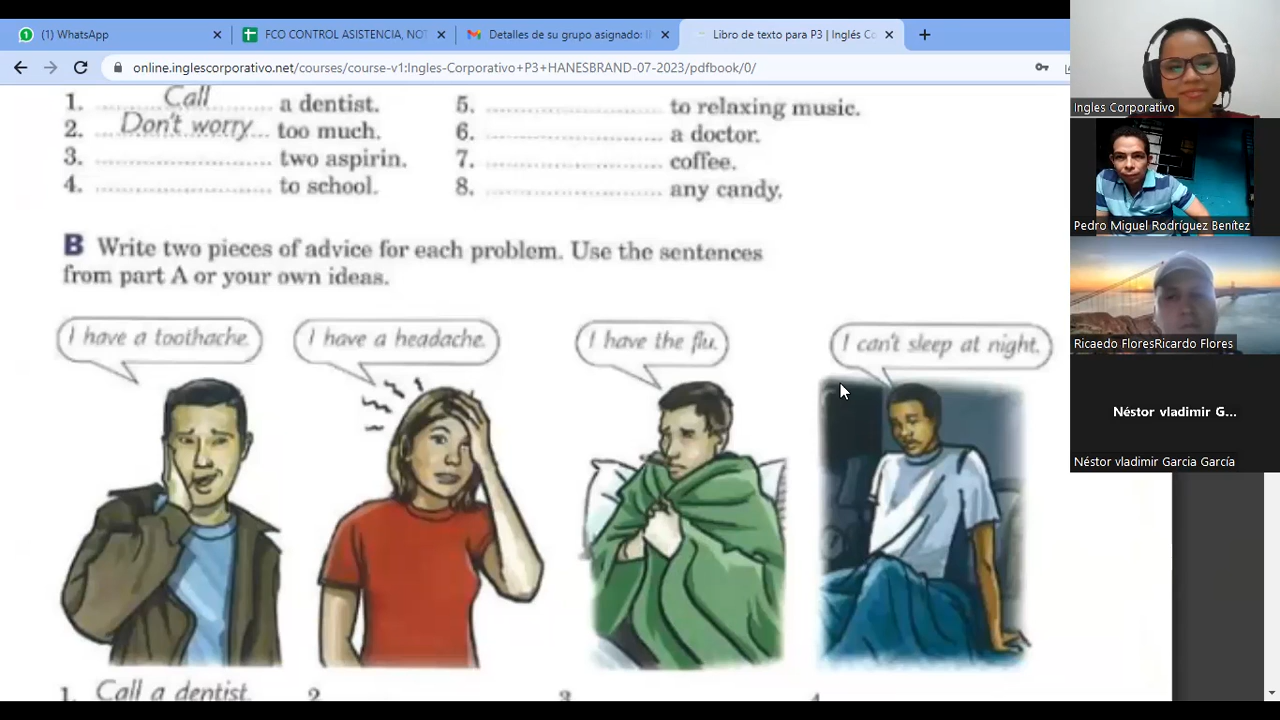 (1) WhatsApp
FCO CONTROL ASISTENCIA, NOT
Detalles de su grupo asignado: II
Libro de texto para P3 | Inglés Co
online.inglescorporativo.net/courses/course-v1:Ingles-Corporativo+P3+HANESBRAND-07-2023/pdfbook/0/
1. Call a dentist.
2. Don't worry too much.
3. two aspirin.
4. to school.
5. to relaxing music.
6. a doctor.
7. coffee.
8. any candy.
B Write two pieces of advice for each problem. Use the sentences
from part A or your own ideas.
I have a toothache.
I have a headache.
I have the flu.
I can't sleep at night.
1. Call a dentist.
2.
3.
4.
Ingles Corporativo
Pedro Miguel Rodríguez Benítez
Ricaedo FloresRicardo Flores
Néstor vladimir G...
Néstor vladimir Garcia García